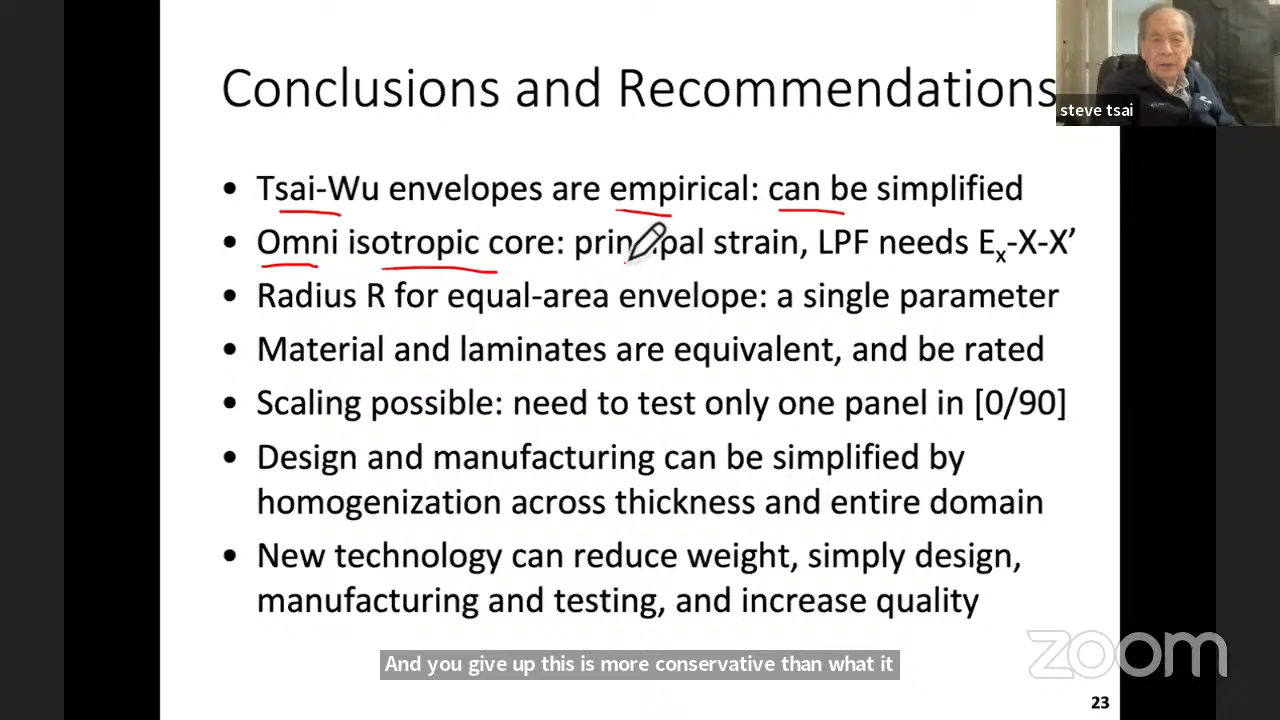 Conclusions and Recommendations
steve tsai
• Tsai-Wu envelopes are empirical: can be simplified
• Omni isotropic core: principal strain, LPF needs Ex-X-X’
• Radius R for equal-area envelope: a single parameter
• Material and laminates are equivalent, and be rated
• Scaling possible: need to test only one panel in [0/90]
• Design and manufacturing can be simplified by
homogenization across thickness and entire domain
• New technology can reduce weight, simply design,
manufacturing and testing, and increase quality
And you give up this is more conservative than what it
zoom
23